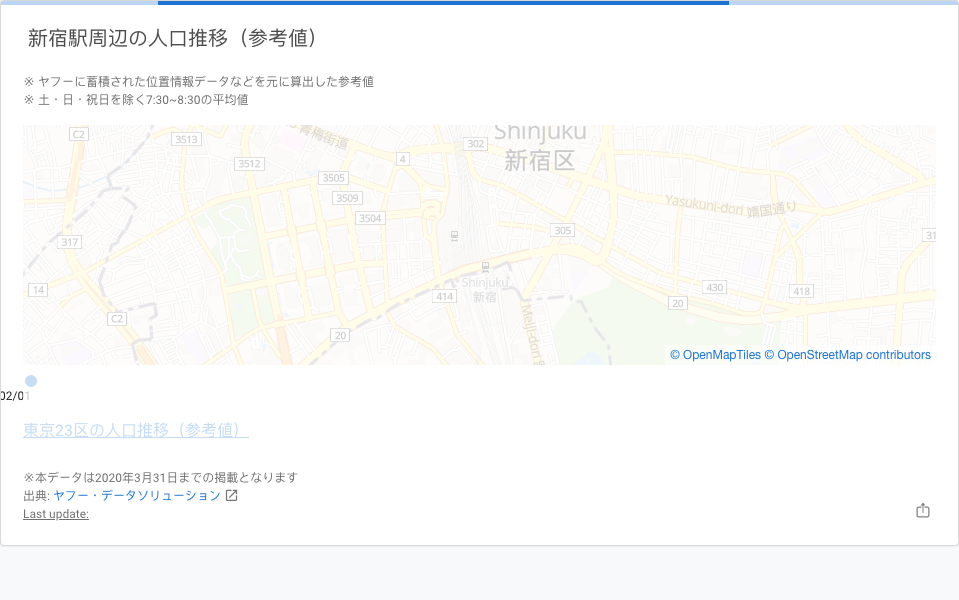 新宿駅周辺の人口推移（参考値）
※ ヤフーに蓄積された位置情報データなどを元に算出した参考値
※ 土・日・祝日を除く7:30~8:30の平均値
C2
3513
青梅街道
302
Shinjuku
新宿区
3512
4
3505
3509
Yasukuni-dori 靖国通り
3504
305
317
31
14
Shinjuku
新宿
414
430
418
20
C2
Meiji-dori
20
© OpenMapTiles © OpenStreetMap contributors
02/01
東京23区の人口推移（参考値）
※本データは2020年3月31日までの掲載となります
出典: ヤフー・データソリューション
Last update: